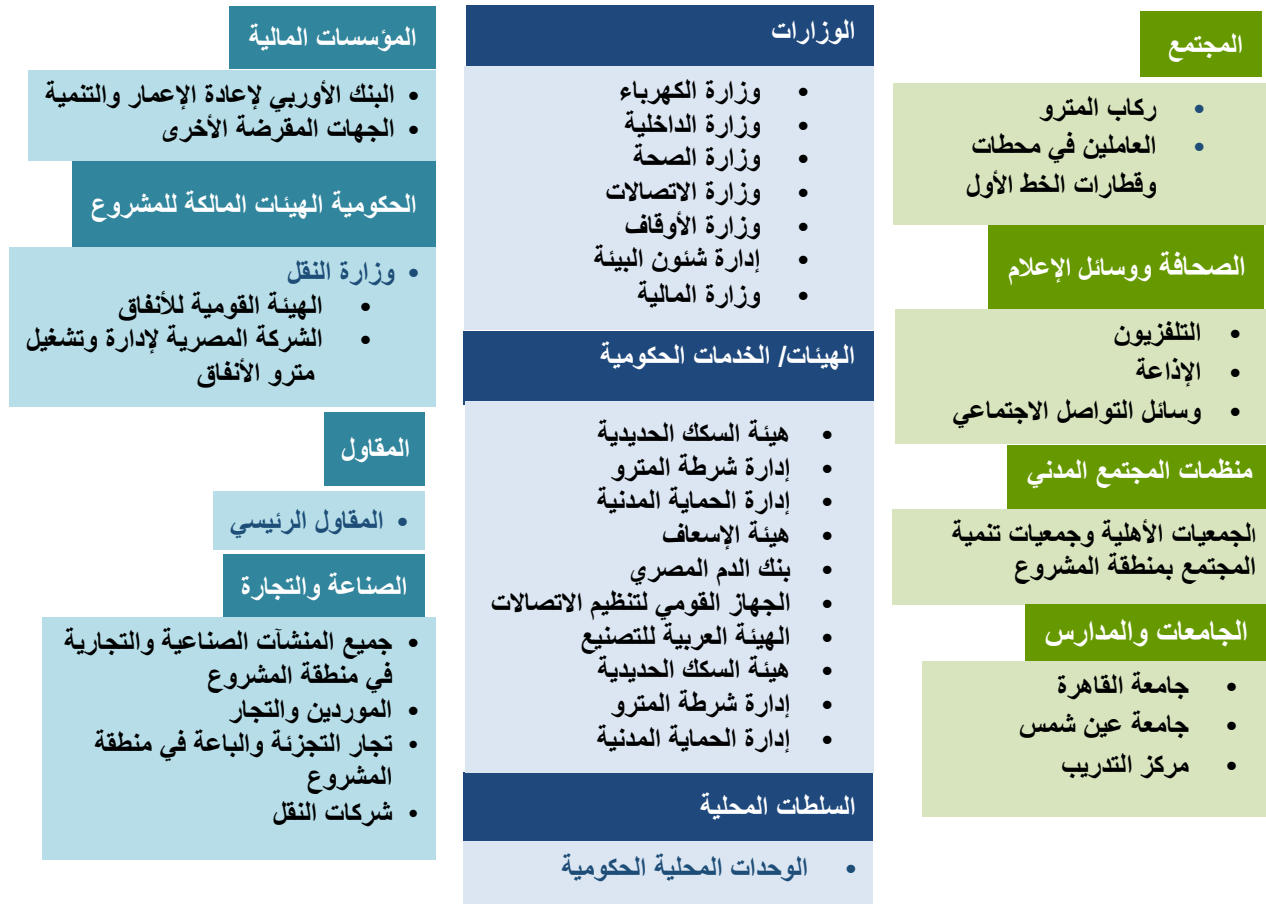 المجتمع
• ركاب المترو
• العاملين في محطات
وقطارات الخط الأول
الصحافة ووسائل الإعلام
• التلفزيون
• الإذاعة
• وسائل التواصل الاجتماعي
منظمات المجتمع المدني
الجمعيات الأهلية وجمعيات تنمية
المجتمع بمنطقة المشروع
الجامعات والمدارس
• جامعة القاهرة
• جامعة عين شمس
• مركز التدريب
الوزارات
• وزارة الكهرباء
• وزارة الداخلية
• وزارة الصحة
• وزارة الاتصالات
• وزارة الأوقاف
• إدارة شئون البيئة
• وزارة المالية
الهيئات/ الخدمات الحكومية
• هيئة السكك الحديدية
• إدارة شرطة المترو
• إدارة الحماية المدنية
• هيئة الإسعاف
• بنك الدم المصري
• الجهاز القومي لتنظيم الاتصالات
• الهيئة العربية للتصنيع
• هيئة السكك الحديدية
• إدارة شرطة المترو
• إدارة الحماية المدنية
السلطات المحلية
• الوحدات المحلية الحكومية
المؤسسات المالية
• البنك الأوربي لإعادة الإعمار والتنمية
• الجهات المقرضة الأخرى
الحكومية الهيئات المالكة للمشروع
• وزارة النقل
• الهيئة القومية للأنفاق
• الشركة المصرية لإدارة وتشغيل
مترو الأنفاق
المقاول
• المقاول الرئيسي
الصناعة والتجارة
• جميع المنشآت الصناعية والتجارية
في منطقة المشروع
• الموردين والتجار
• تجار التجزئة والباعة في منطقة
المشروع
• شركات النقل